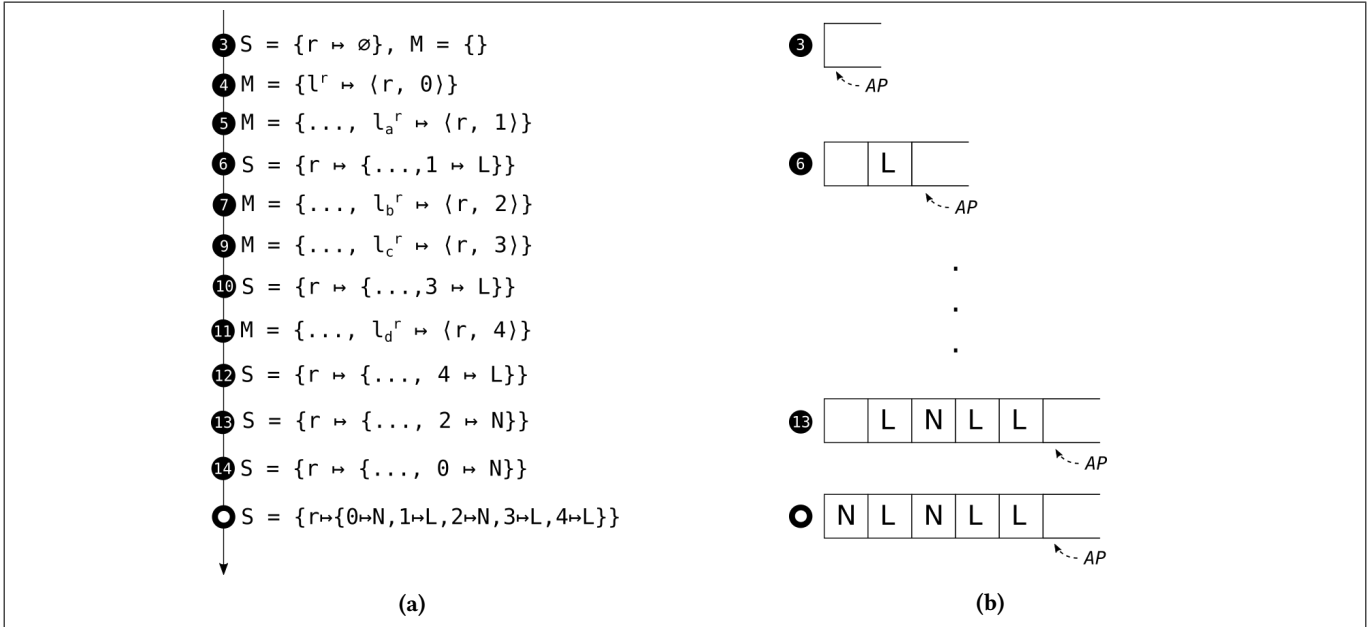 3 S = {r ↦ ∅}, M = {}
4 M = {lʳ ↦ ⟨r, 0⟩}
5 M = {..., lₐʳ ↦ ⟨r, 1⟩}
6 S = {r ↦ {...,1 ↦ L}}
7 M = {..., l_bʳ ↦ ⟨r, 2⟩}
9 M = {..., l_cʳ ↦ ⟨r, 3⟩}
10 S = {r ↦ {...,3 ↦ L}}
11 M = {..., l_dʳ ↦ ⟨r, 4⟩}
12 S = {r ↦ {..., 4 ↦ L}}
13 S = {r ↦ {..., 2 ↦ N}}
14 S = {r ↦ {..., 0 ↦ N}}
S = {r↦{0↦N,1↦L,2↦N,3↦L,4↦L}}
(a)
3
AP
6 L
AP
.
.
.
13 L N L L
AP
N L N L L
AP
(b)